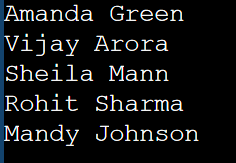 Amanda Green
Vijay Arora
Sheila Mann
Rohit Sharma
Mandy Johnson